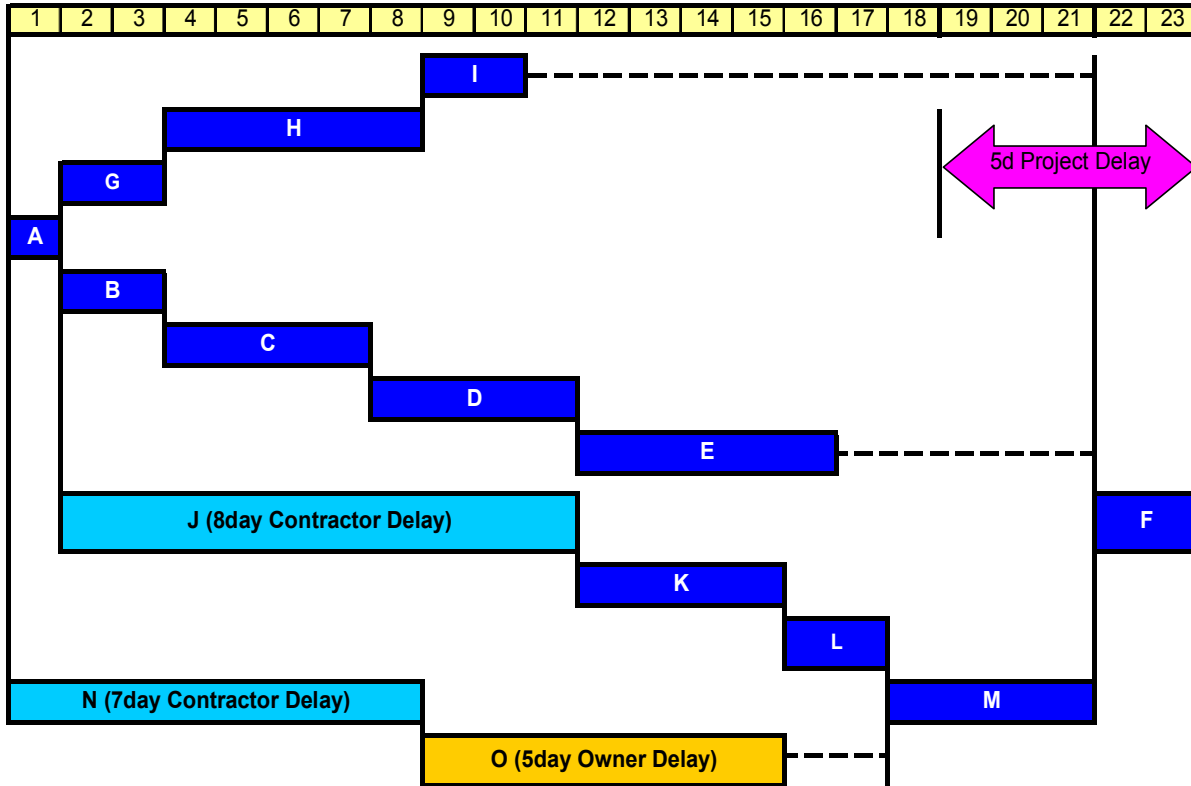 1 2 3 4 5 6 7 8 9 10 11 12 13 14 15 16 17 18 19 20 21 22 23
I
H
5d Project Delay
G
A
B
C
D
E
J (8day Contractor Delay)
F
K
L
N (7day Contractor Delay)
M
O (5day Owner Delay)